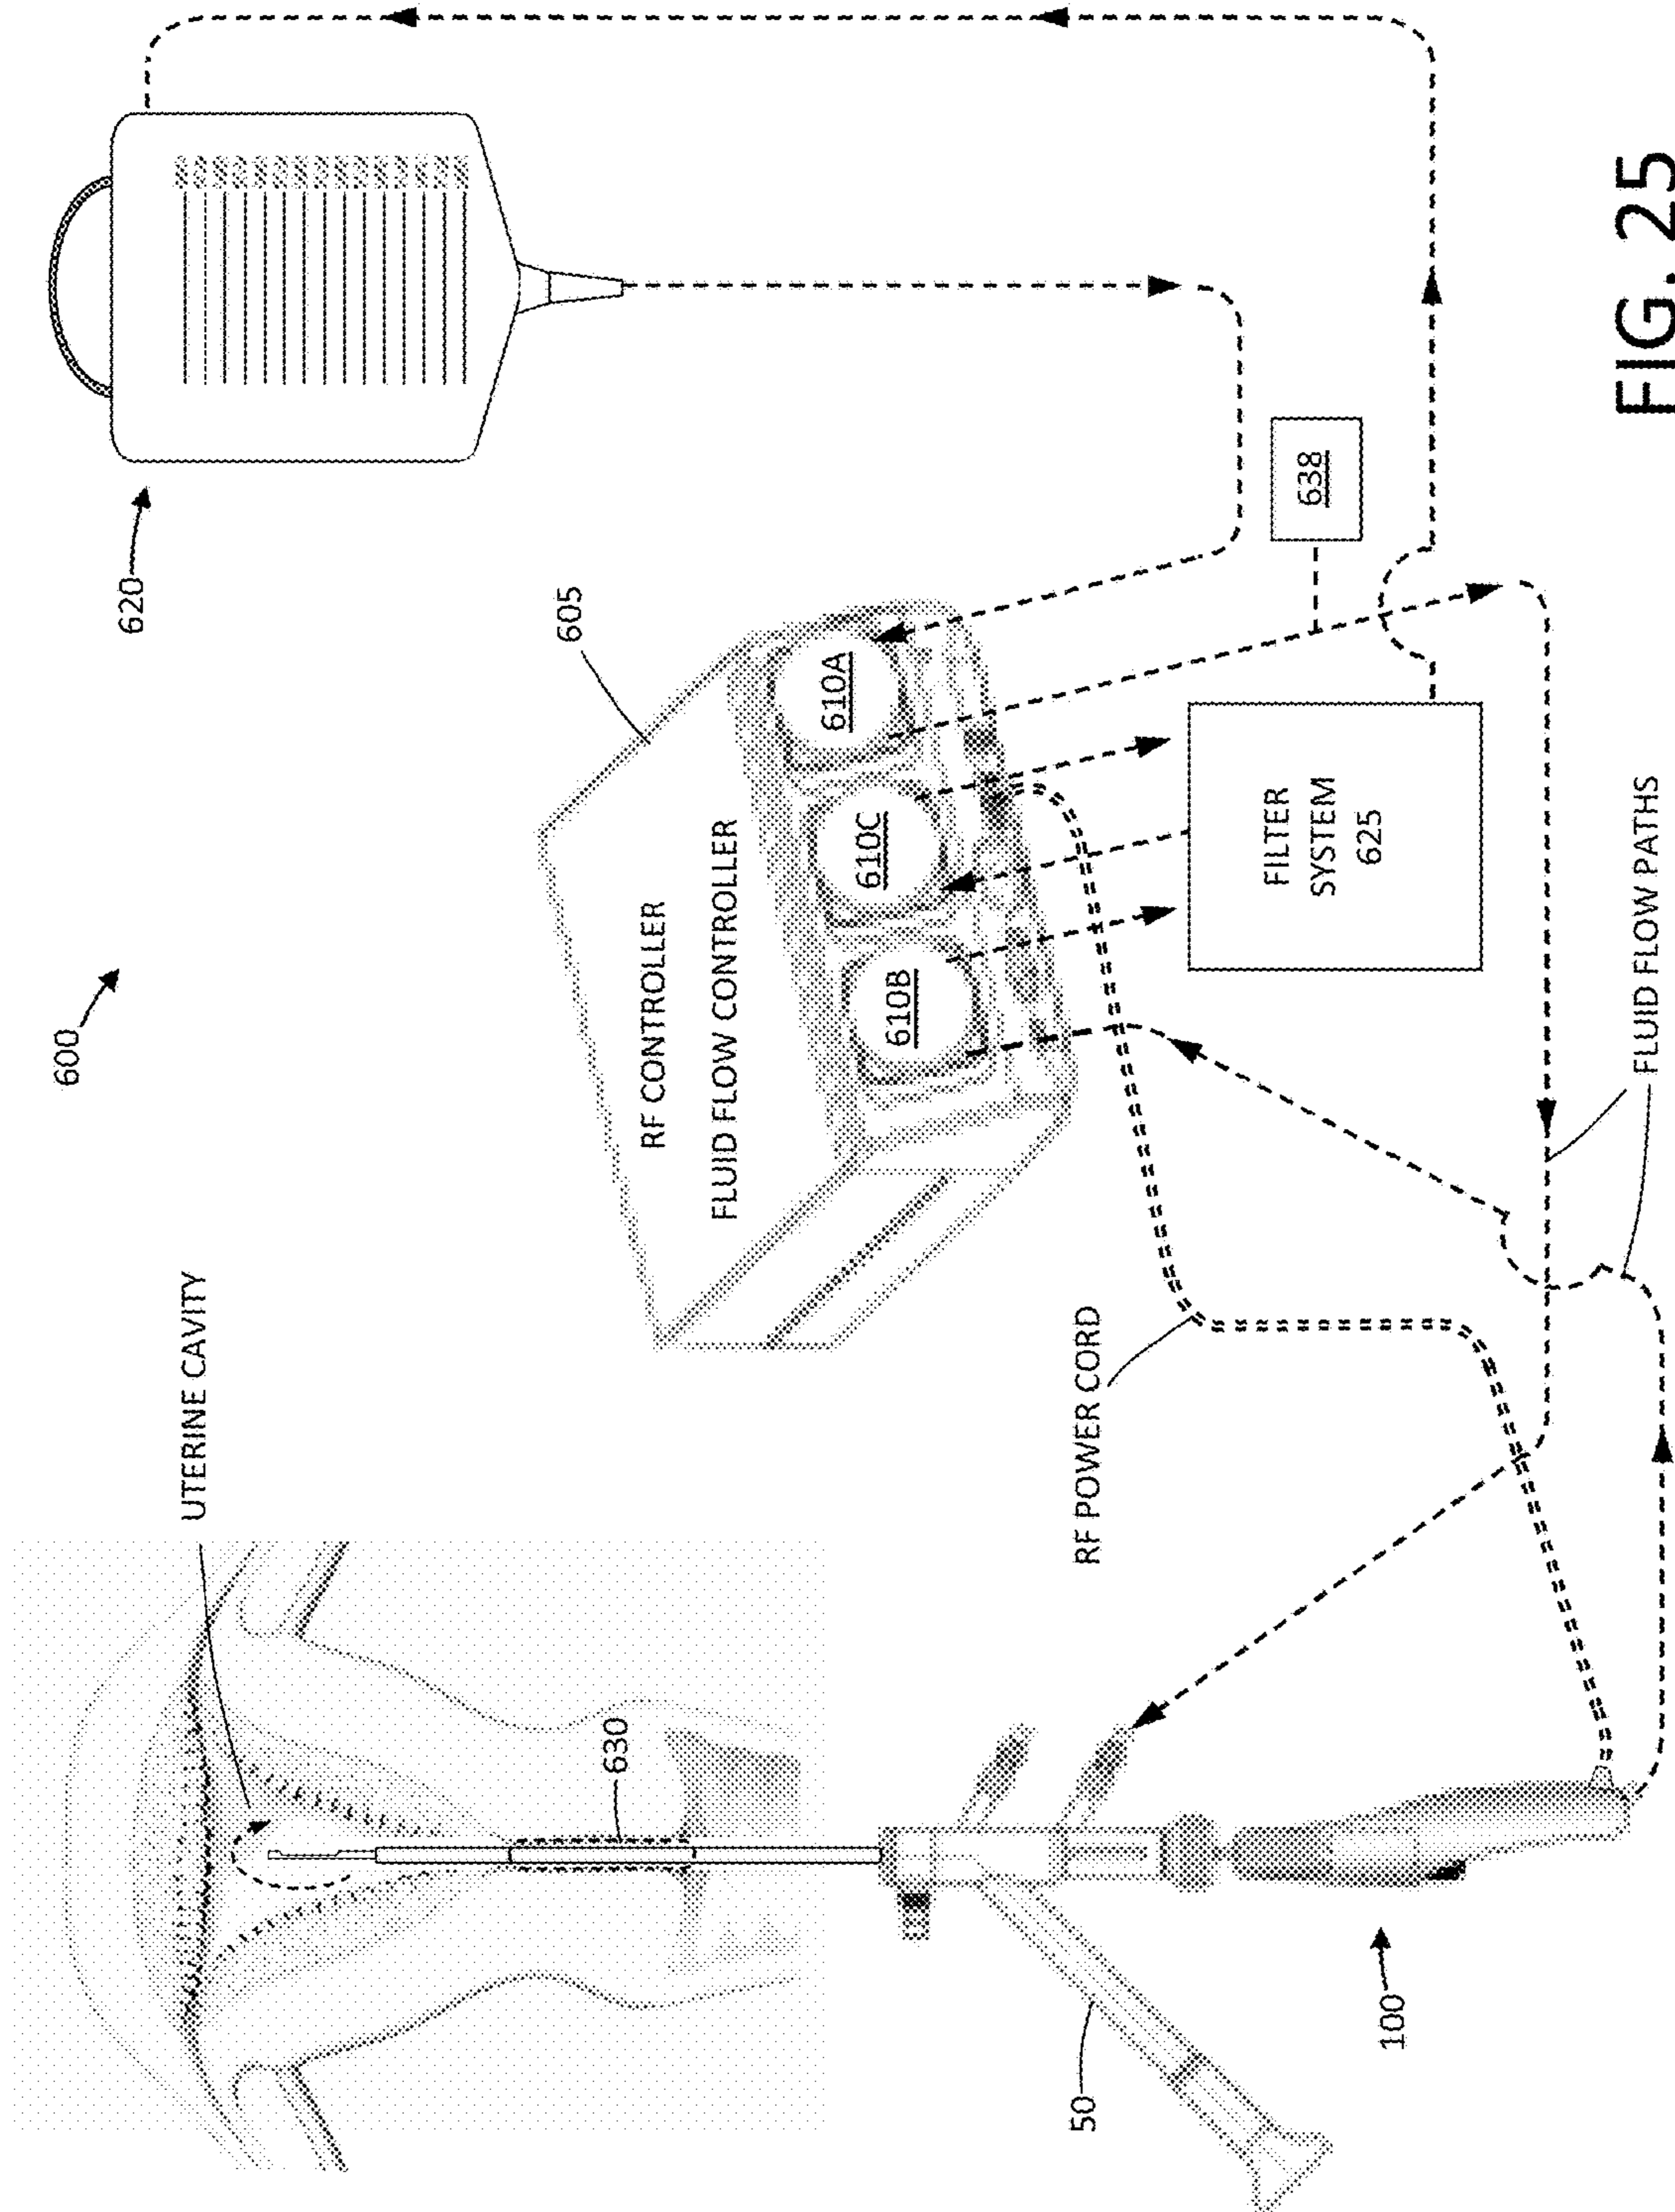 600
620
605
UTERINE CAVITY
RF CONTROLLER
FLUID FLOW CONTROLLER
610B
610C
610A
638
FILTER
SYSTEM
625
630
RF POWER CORD
50
100
FLUID FLOW PATHS
FIG. 25